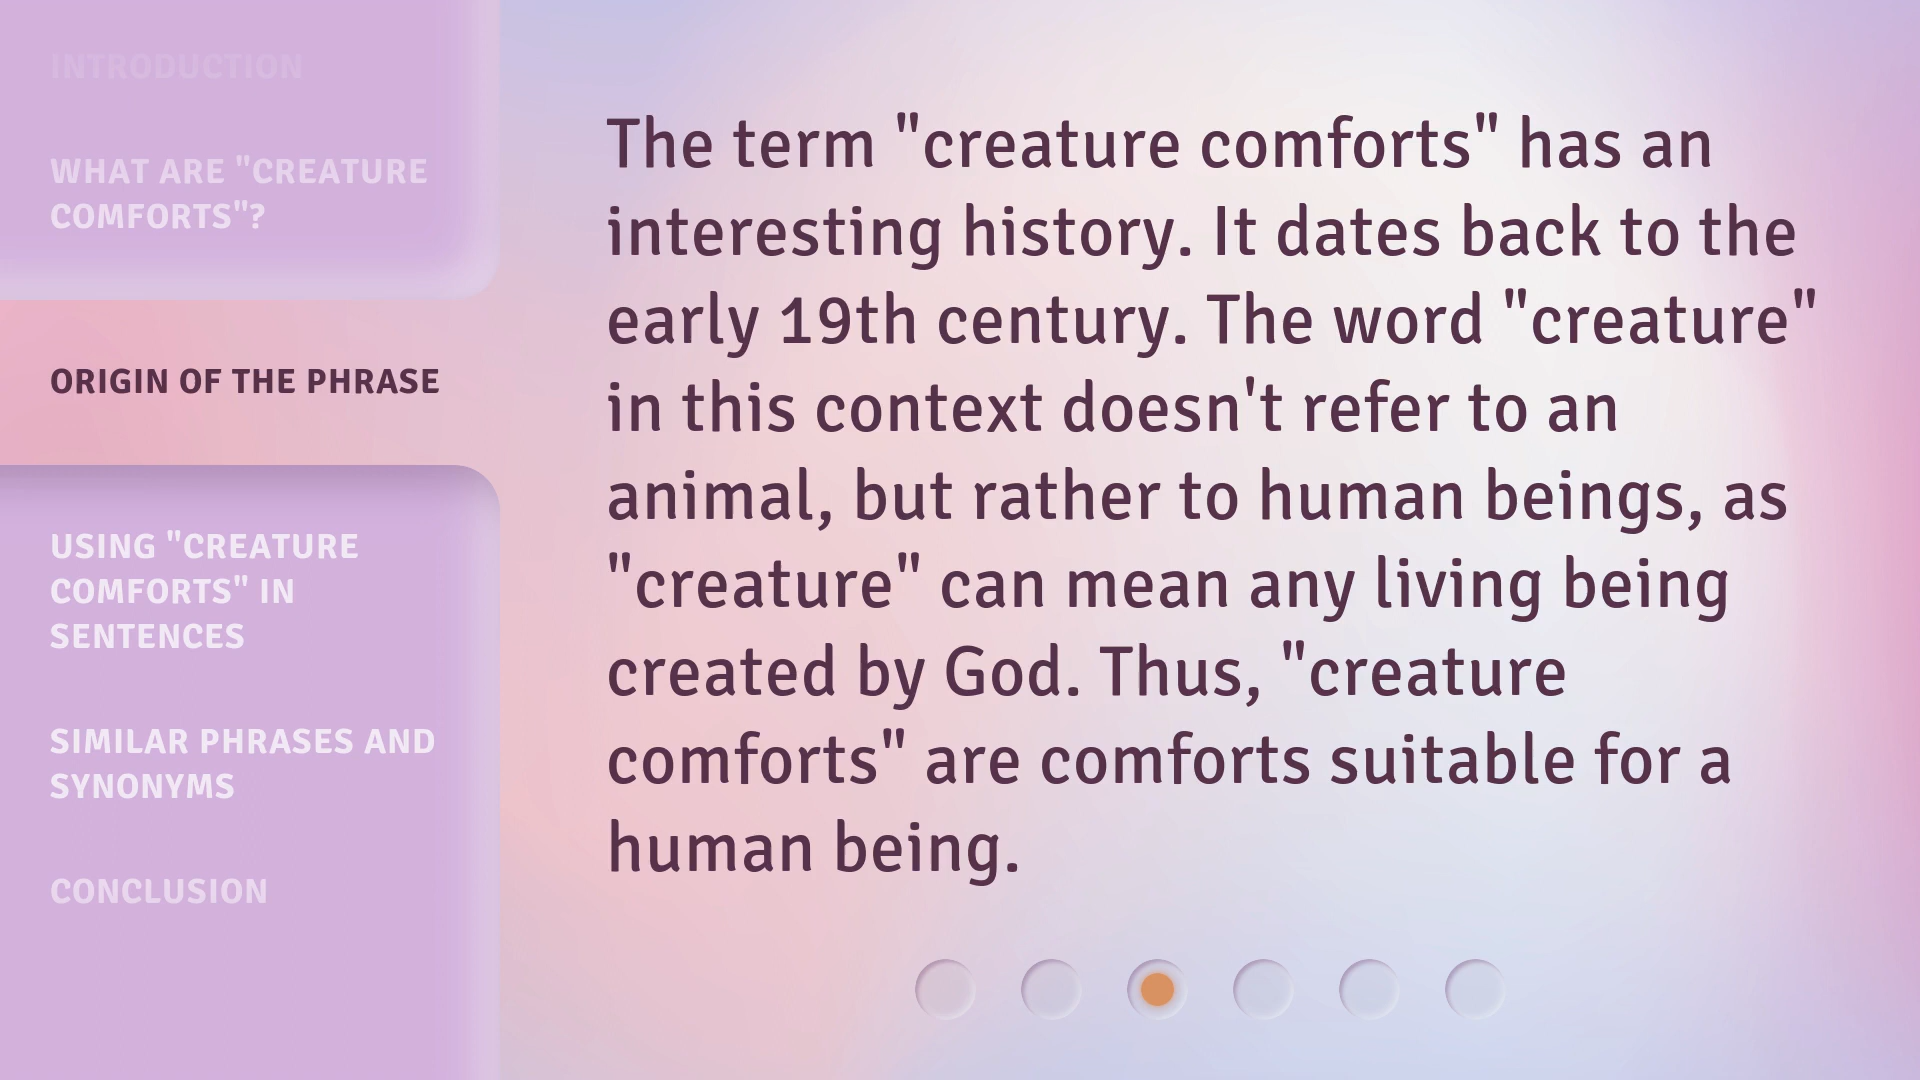 INTRODUCTION
WHAT ARE "CREATURE
COMFORTS"?
ORIGIN OF THE PHRASE
USING "CREATURE
COMFORTS" IN
SENTENCES
SIMILAR PHRASES AND
SYNONYMS
CONCLUSION
The term "creature comforts" has an
interesting history. It dates back to the
early 19th century. The word "creature"
in this context doesn't refer to an
animal, but rather to human beings, as
"creature" can mean any living being
created by God. Thus, "creature
comforts" are comforts suitable for a
human being.